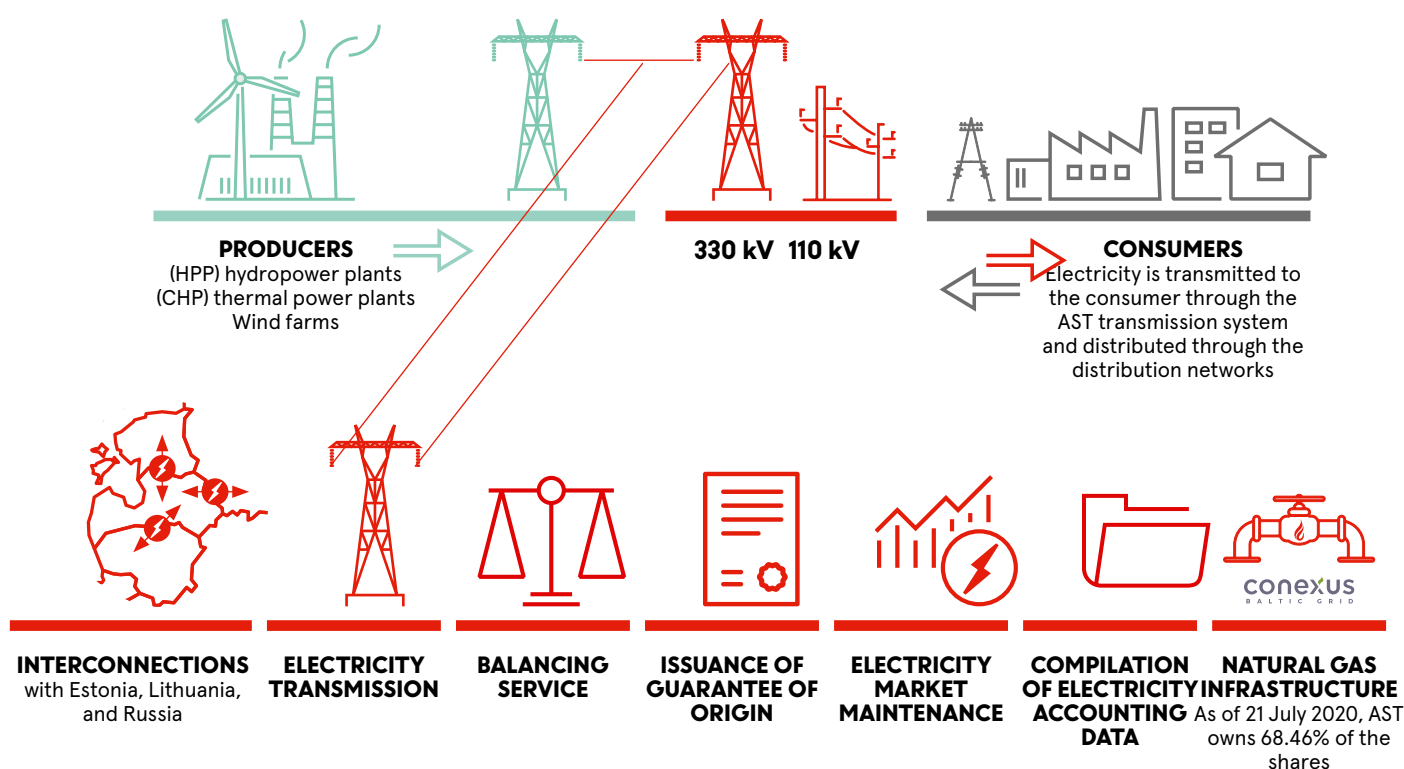 PRODUCERS
(HPP) hydropower plants
(CHP) thermal power plants
Wind farms
330 kV 110 kV
CONSUMERS
Electricity is transmitted to
the consumer through the
AST transmission system
and distributed through the
distribution networks
INTERCONNECTIONS
with Estonia, Lithuania,
and Russia
ELECTRICITY
TRANSMISSION
BALANCING
SERVICE
ISSUANCE OF
GUARANTEE OF
ORIGIN
ELECTRICITY
MARKET
MAINTENANCE
COMPILATION
OF ELECTRICITY
ACCOUNTING
DATA
conexus
BALTIC GRID
NATURAL GAS
INFRASTRUCTURE
As of 21 July 2020, AST
owns 68.46% of the
shares